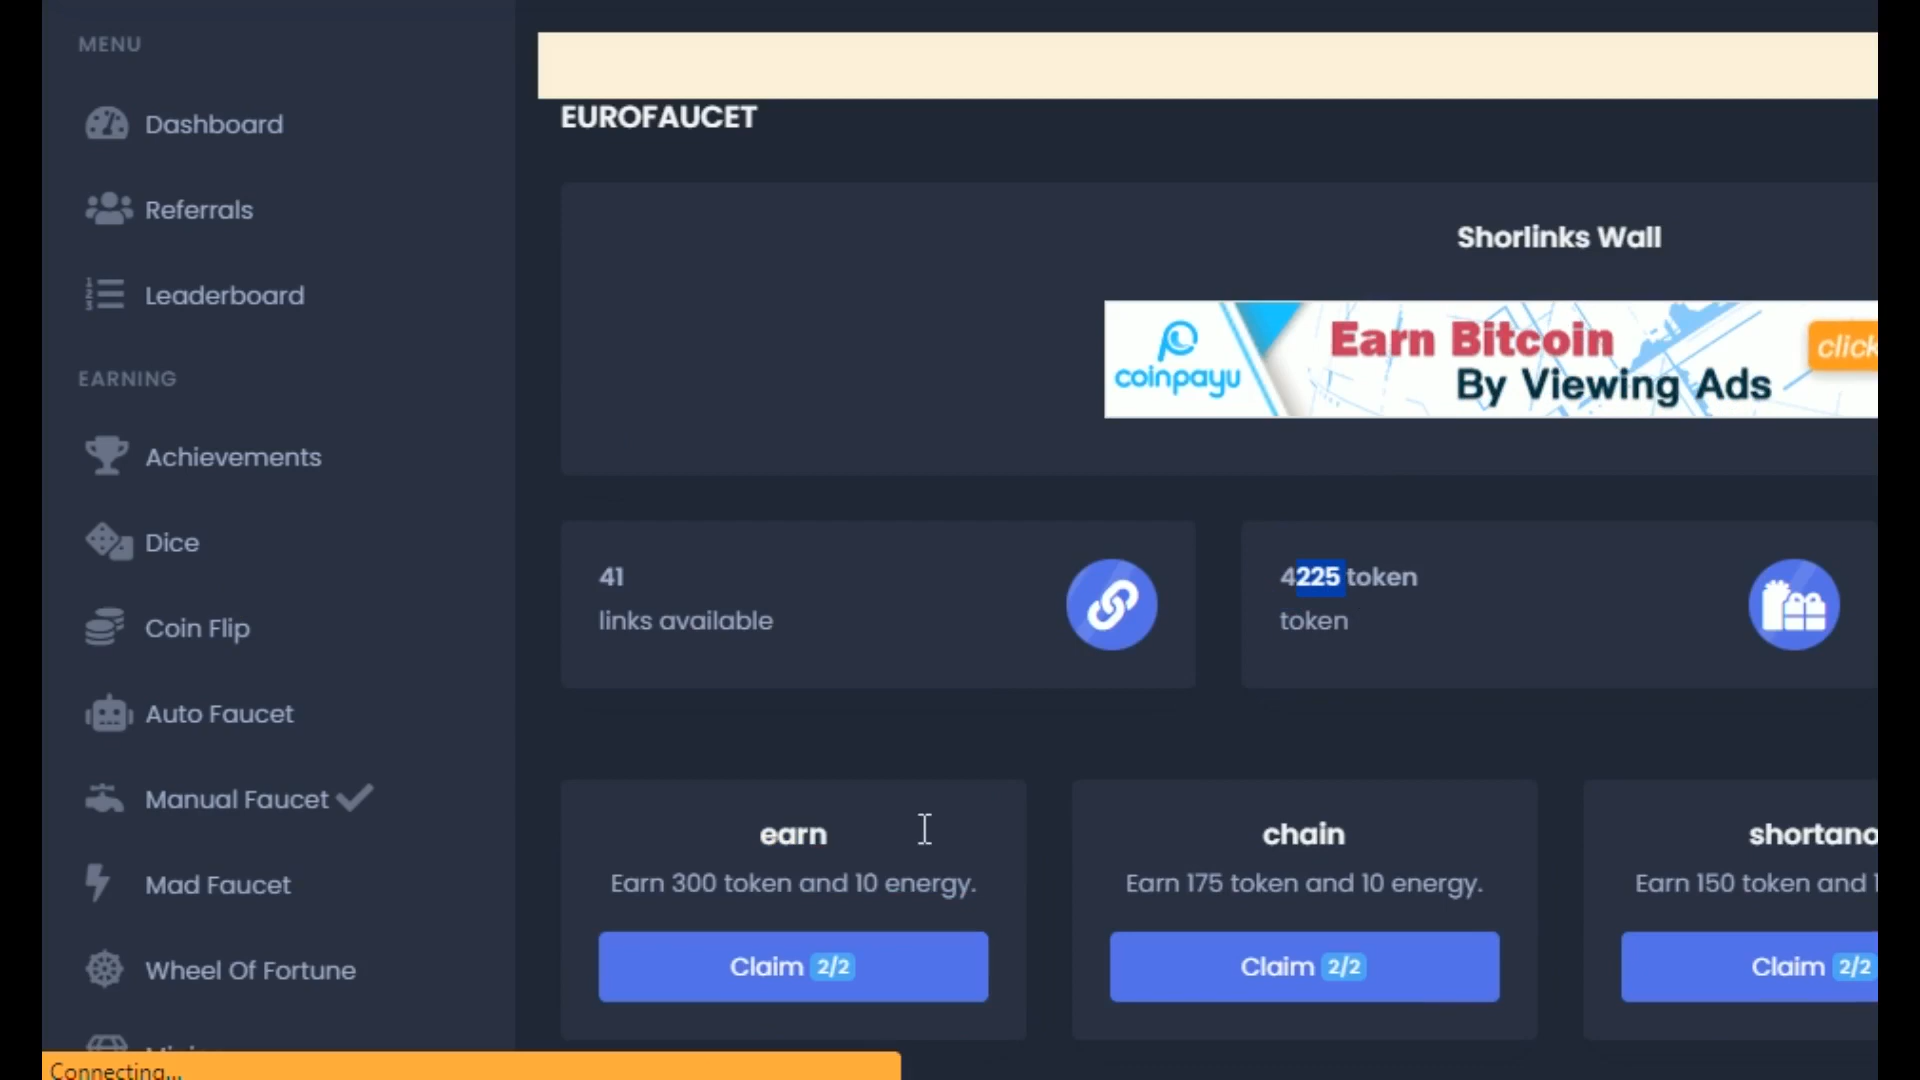 MENU
Dashboard
Referrals
Leaderboard
EARNING
Achievements
Dice
Coin Flip
Auto Faucet
Manual Faucet
Mad Faucet
Wheel Of Fortune
Connecting...
EUROFAUCET
Shorlinks Wall
coinpayu
Earn Bitcoin
By Viewing Ads
click
41
links available
4225 token
token
earn
Earn 300 token and 10 energy.
Claim 2/2
chain
Earn 175 token and 10 energy.
Claim 2/2
shortano
Earn 150 token and 1
Claim 2/2